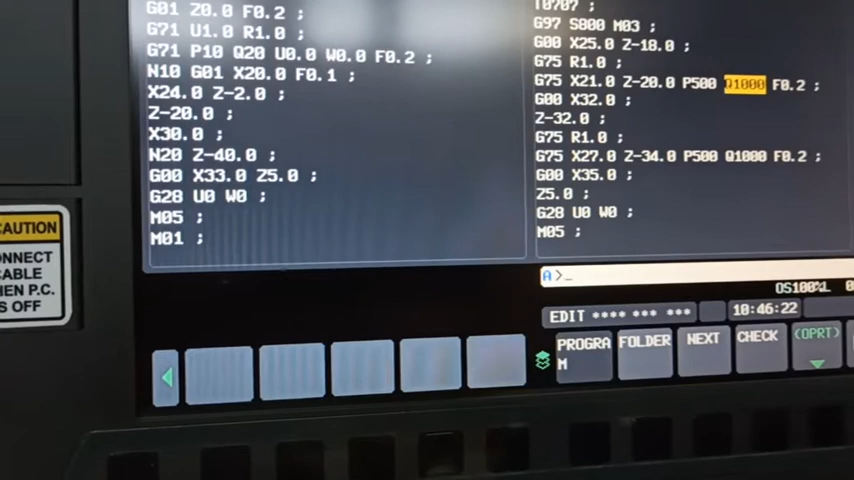 G01 Z0.0 F0.2 ;
G71 U1.0 R1.0 ;
G71 P10 Q20 U0.0 W0.0 F0.2 ;
N10 G01 X20.0 F0.1 ;
X24.0 Z-2.0 ;
Z-20.0 ;
X30.0 ;
N20 Z-40.0 ;
G00 X33.0 Z5.0 ;
G28 U0 W0 ;
M05 ;
M01 ;
T0707 ;
G97 S800 M03 ;
G00 X25.0 Z-18.0 ;
G75 R1.0 ;
G75 X21.0 Z-20.0 P500 Q1000 F0.2 ;
G00 X32.0 ;
Z-32.0 ;
G75 R1.0 ;
G75 X27.0 Z-34.0 P500 Q1000 F0.2 ;
G00 X35.0 ;
Z5.0 ;
G28 U0 W0 ;
M05 ;
A>_
OS100%L
EDIT **** *** ***
10:46:22
PROGRA
M
FOLDER
NEXT
CHECK
(OPRT)
CAUTION
NNECT
ABLE
EN P.C.
S OFF